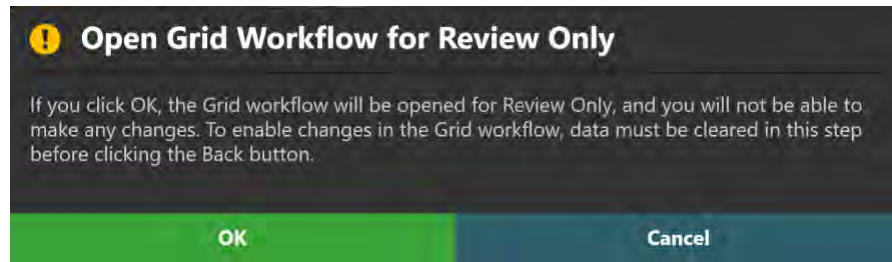 Open Grid Workflow for Review Only
If you click OK, the Grid workflow will be opened for Review Only, and you will not be able to
make any changes. To enable changes in the Grid workflow, data must be cleared in this step
before clicking the Back button.
OK
Cancel